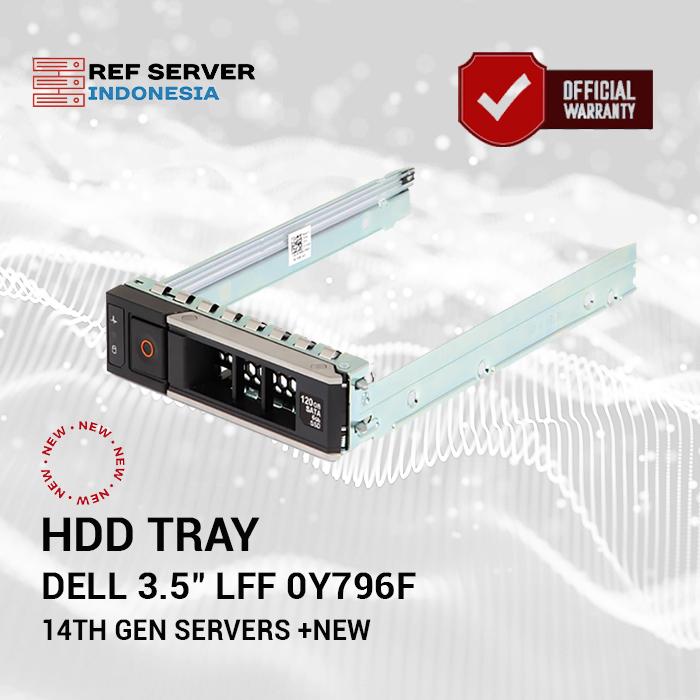 REF SERVER
INDONESIA
OFFICIAL
WARRANTY
120GB
SATA
6Gb
SSD
NEW • NEW • NEW • NEW • NEW •
HDD TRAY
DELL 3.5” LFF 0Y796F
14TH GEN SERVERS +NEW